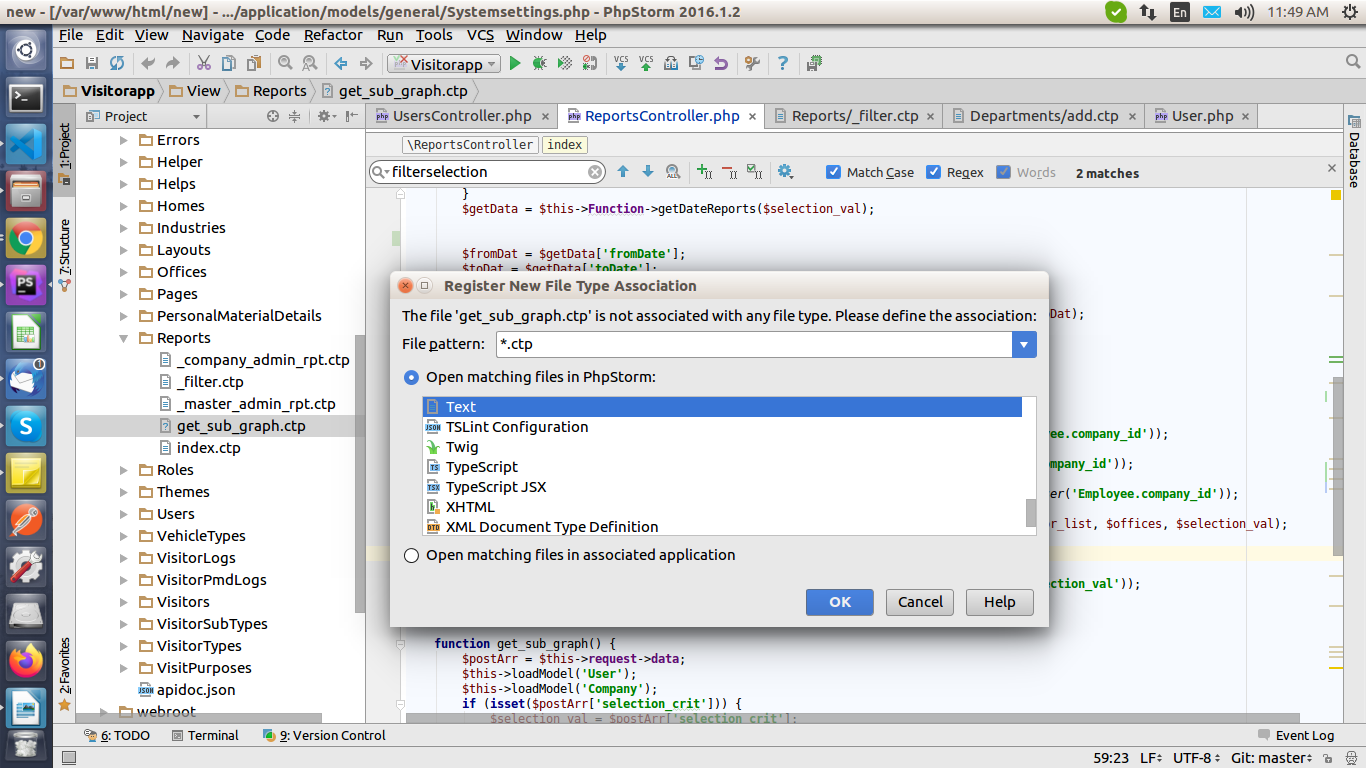 new - [/var/www/html/new] - .../application/models/general/Systemsettings.php - PhpStorm 2016.1.2
En
11:49 AM
File Edit View Navigate Code Refactor Run Tools VCS Window Help
Visitorapp
VCS VCS
Visitorapp View Reports get_sub_graph.ctp
Project
UsersController.php ReportsController.php Reports/_filter.ctp Departments/add.ctp User.php
1: Project
7: Structure
2: Favorites
Database
Errors
Helper
Helps
Homes
Industries
Layouts
Offices
Pages
PersonalMaterialDetails
Reports
_company_admin_rpt.ctp
_filter.ctp
_master_admin_rpt.ctp
get_sub_graph.ctp
index.ctp
Roles
Themes
Users
VehicleTypes
VisitorLogs
VisitorPmdLogs
Visitors
VisitorSubTypes
VisitorTypes
VisitPurposes
apidoc.json
webroot
\ReportsController index
filterselection
Match Case Regex Words 2 matches
}
$getData = $this->Function->getDateReports($selection_val);
$fromDat = $getData['fromDate'];
$toDat = $getData['toDate'];
Dat);
ee.company_id'));
mpany_id'));
er('Employee.company_id'));
or_list, $offices, $selection_val);
ction_val'));
Register New File Type Association
The file 'get_sub_graph.ctp' is not associated with any file type. Please define the association:
File pattern: *.ctp
Open matching files in PhpStorm:
Text
TSLint Configuration
Twig
TypeScript
TypeScript JSX
XHTML
XML Document Type Definition
Open matching files in associated application
OK Cancel Help
function get_sub_graph() {
$postArr = $this->request->data;
$this->loadModel('User');
$this->loadModel('Company');
if (isset($postArr['selection_crit'])) {
$selection_val = $postArr['selection_crit'];
6: TODO Terminal 9: Version Control Event Log
59:23 LF UTF-8 Git: master